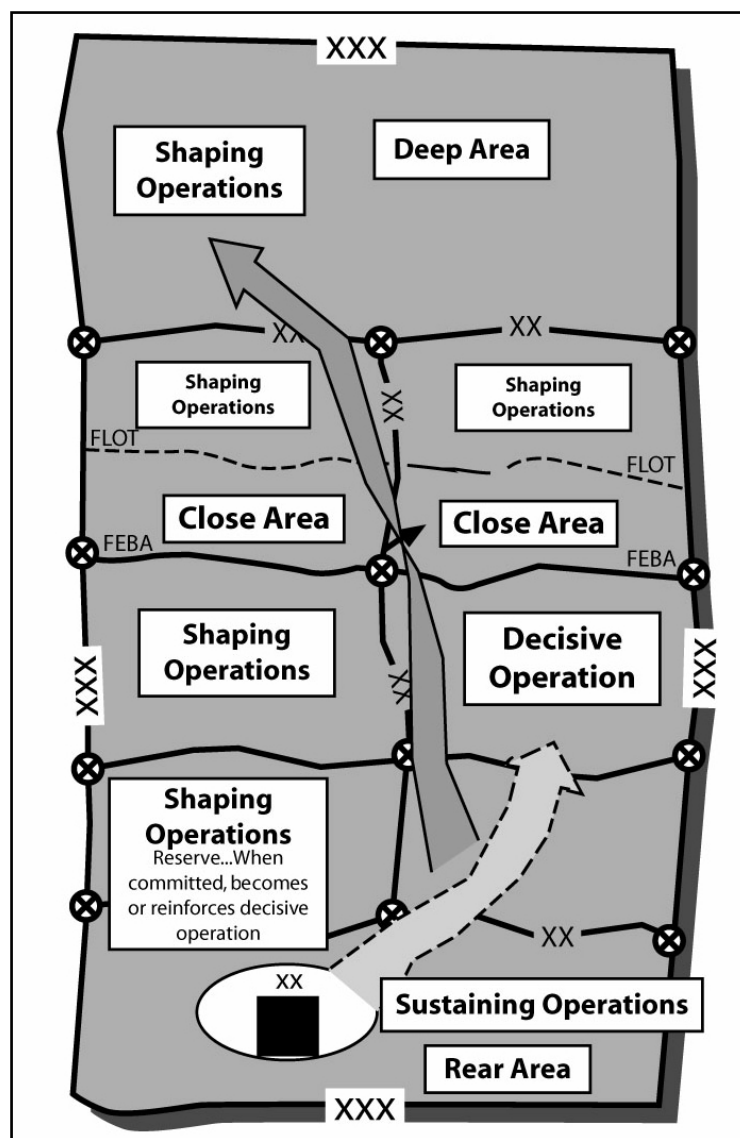 XXX
Shaping
Operations
Deep Area
XX
XX
Shaping
Operations
Shaping
Operations
XX
FLOT
FLOT
Close Area
Close Area
FEBA
FEBA
Shaping
Operations
Decisive
Operation
XXX
XX
XXX
Shaping
Operations
Reserve...When
committed, becomes
or reinforces decisive
operation
XX
XX
Sustaining Operations
Rear Area
XXX